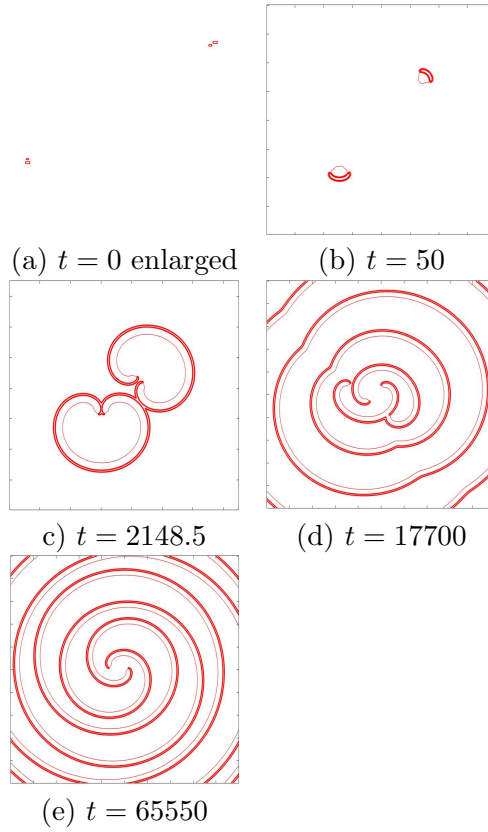 (a) t = 0 enlarged
(b) t = 50
c) t = 2148.5
(d) t = 17700
(e) t = 65550